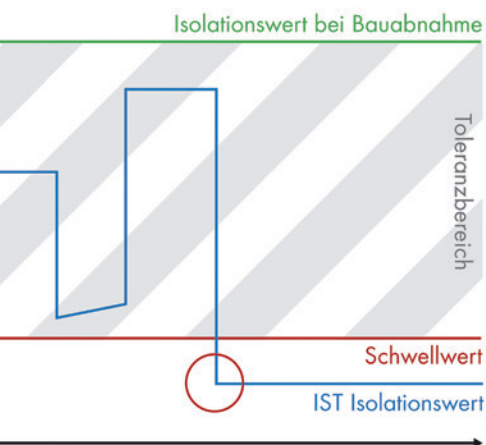 Isolationswert bei Bauabnahme
Toleranzbereich
Schwellwert
IST Isolationswert